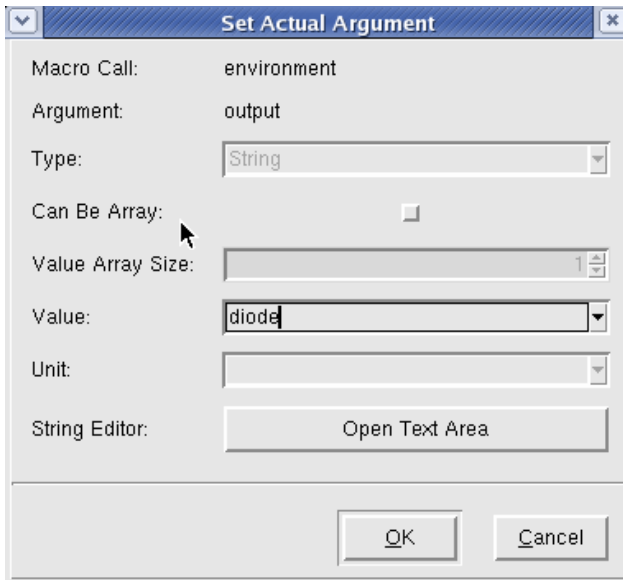 Set Actual Argument
Macro Call: environment
Argument: output
Type: String
Can Be Array:
Value Array Size: 1
Value: diode
Unit:
String Editor: Open Text Area
OK Cancel